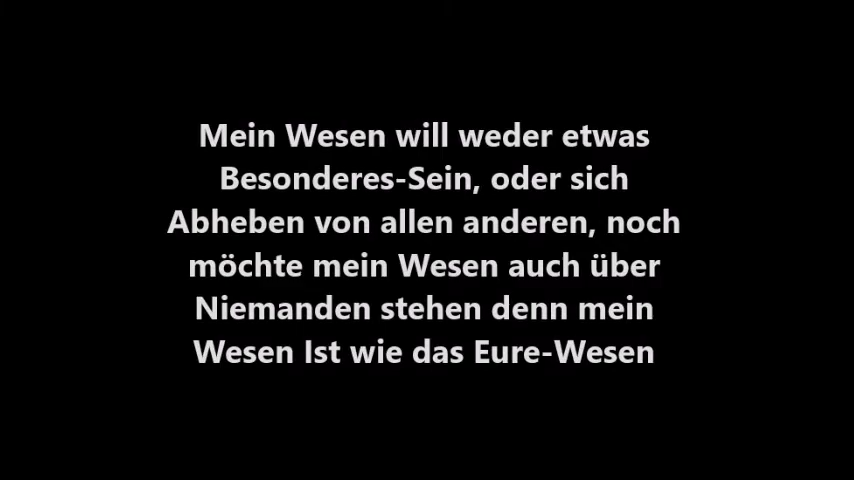 Mein Wesen will weder etwas
Besonderes-Sein, oder sich
Abheben von allen anderen, noch
möchte mein Wesen auch über
Niemanden stehen denn mein
Wesen Ist wie das Eure-Wesen